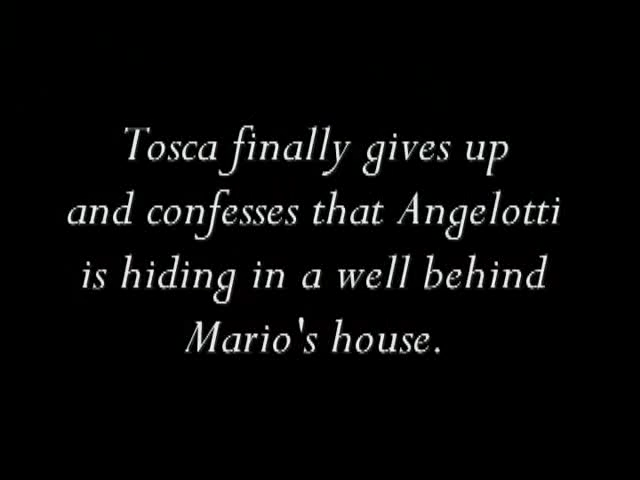 Tosca finally gives up
and confesses that Angelotti
is hiding in a well behind
Mario's house.